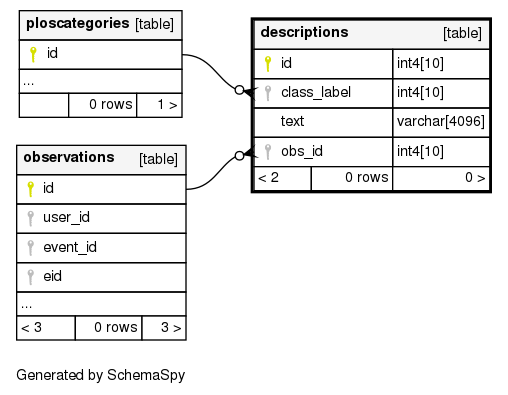 ploscategories [table]
id
...
0 rows 1 >
descriptions [table]
id int4[10]
class_label int4[10]
text varchar[4096]
obs_id int4[10]
< 2 0 rows 0 >
observations [table]
id
user_id
event_id
eid
...
< 3 0 rows 3 >
Generated by SchemaSpy